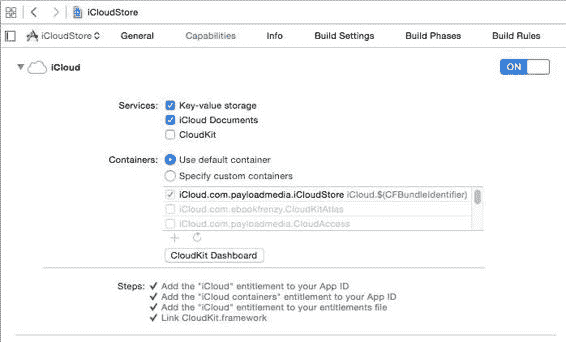 iCloudStore
iCloudStore General Capabilities Info Build Settings Build Phases Build Rules
iCloud ON
Services: Key-value storage
iCloud Documents
CloudKit
Containers: Use default container
Specify custom containers
iCloud.com.payloadmedia.iCloudStore iCloud.$(CFBundleIdentifier)
iCloud.com.ebookfrenzy.CloudKitAtlas
iCloud.com.payloadmedia.CloudAccess
CloudKit Dashboard
Steps: ✔ Add the "iCloud" entitlement to your App ID
✔ Add the "iCloud containers" entitlement to your App ID
✔ Add the "iCloud" entitlement to your entitlements file
✔ Link CloudKit.framework